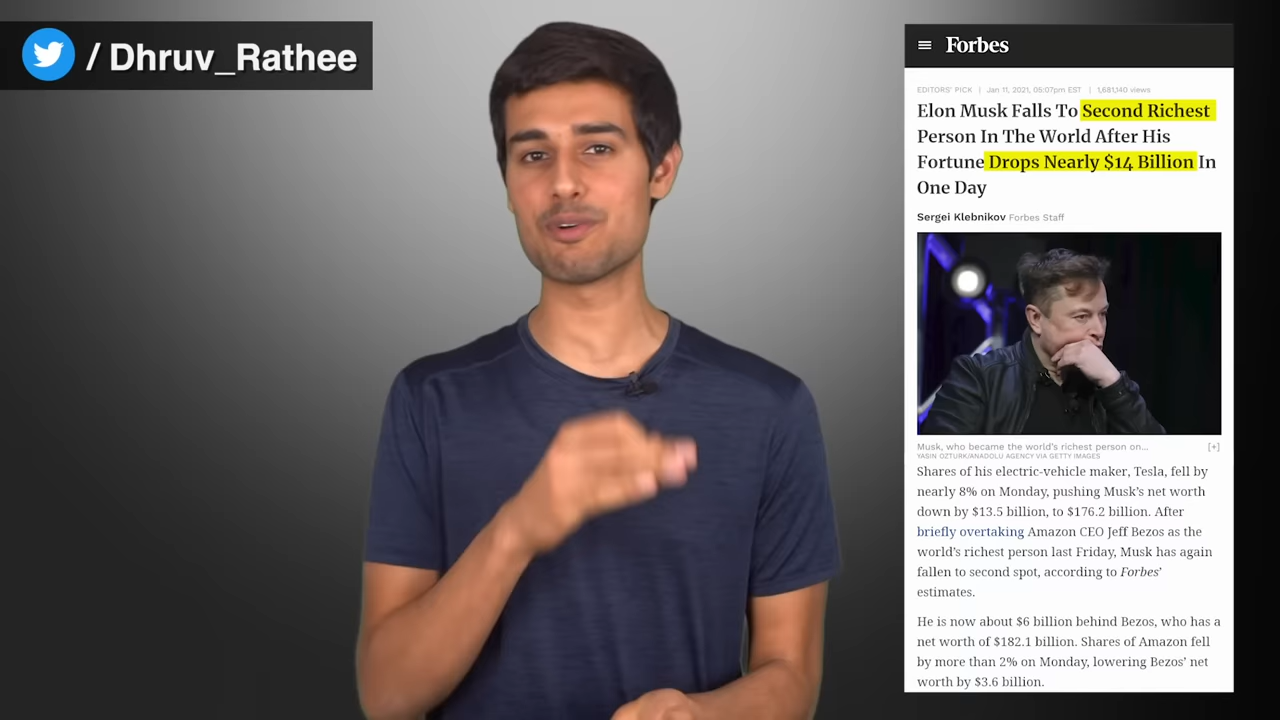 / Dhruv_Rathee
Forbes
EDITORS' PICK | Jan 11, 2021, 05:07pm EST | 1,681,140 views
Elon Musk Falls To Second Richest
Person In The World After His
Fortune Drops Nearly $14 Billion In
One Day
Sergei Klebnikov Forbes Staff
Musk, who became the world's richest person on... [+]
YASIN OZTURK/ANADOLU AGENCY VIA GETTY IMAGES
Shares of his electric-vehicle maker, Tesla, fell by
nearly 8% on Monday, pushing Musk's net worth
down by $13.5 billion, to $176.2 billion. After
briefly overtaking Amazon CEO Jeff Bezos as the
world's richest person last Friday, Musk has again
fallen to second spot, according to Forbes'
estimates.
He is now about $6 billion behind Bezos, who has a
net worth of $182.1 billion. Shares of Amazon fell
by more than 2% on Monday, lowering Bezos' net
worth by $3.6 billion.